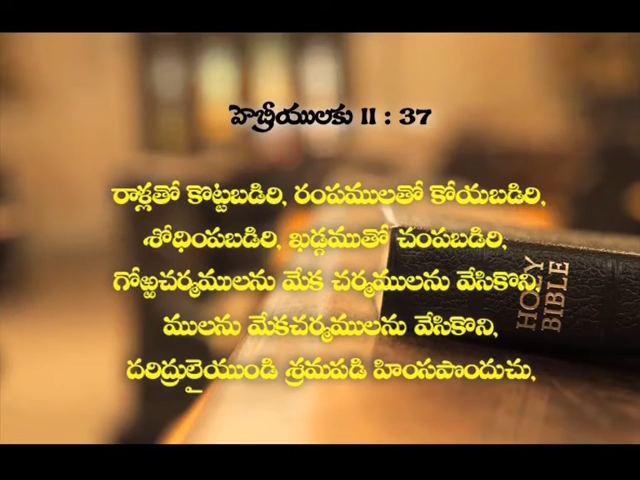 హెబ్రీయులకు 11 : 37
రాళ్లతో కొట్టబడిరి, రంపములతో కోయబడిరి,
శోధింపబడిరి, ఖడ్గముతో చంపబడిరి,
గోఱ్ఱచర్మములను మేక చర్మములను వేసికొని,
ములను మేకచర్మములను వేసికొని,
దరిద్రులైయుండి శ్రమపడి హింసపొందుచు,
HOLY
BIBLE